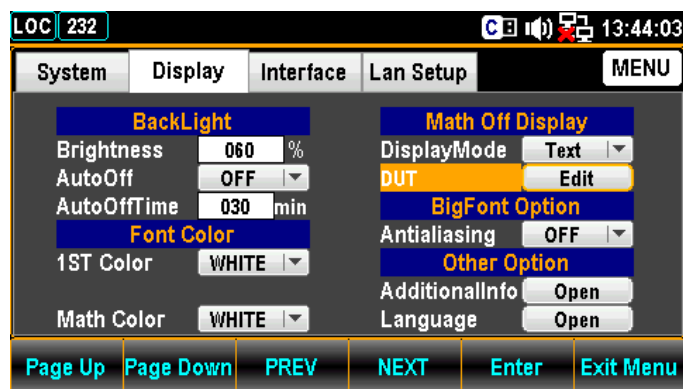 LOC 232 C 13:44:03
System Display Interface Lan Setup MENU
BackLight
Brightness 060 %
AutoOff OFF
AutoOffTime 030 min
Font Color
1ST Color WHITE
Math Color WHITE
Math Off Display
DisplayMode Text
DUT Edit
BigFont Option
Antialiasing OFF
Other Option
AdditionalInfo Open
Language Open
Page Up Page Down PREV NEXT Enter Exit Menu